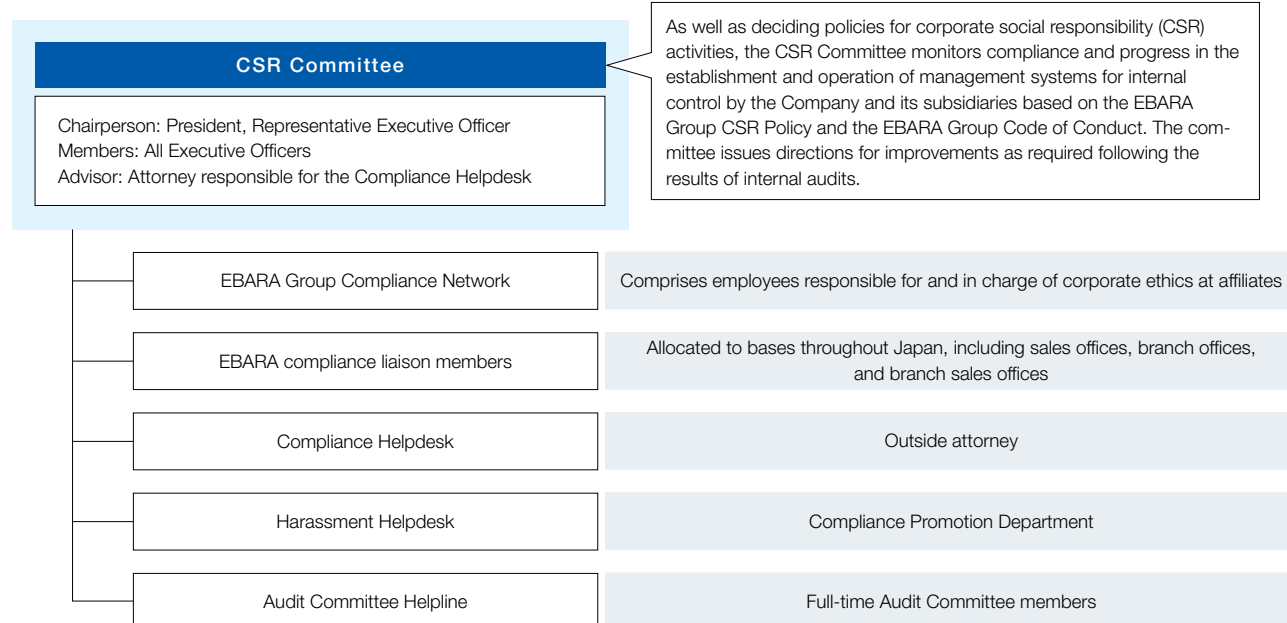 CSR Committee
Chairperson: President, Representative Executive Officer
Members: All Executive Officers
Advisor: Attorney responsible for the Compliance Helpdesk
As well as deciding policies for corporate social responsibility (CSR)
activities, the CSR Committee monitors compliance and progress in the
establishment and operation of management systems for internal
control by the Company and its subsidiaries based on the EBARA
Group CSR Policy and the EBARA Group Code of Conduct. The com-
mittee issues directions for improvements as required following the
results of internal audits.
EBARA Group Compliance Network
Comprises employees responsible for and in charge of corporate ethics at affiliates
EBARA compliance liaison members
Allocated to bases throughout Japan, including sales offices, branch offices,
and branch sales offices
Compliance Helpdesk
Outside attorney
Harassment Helpdesk
Compliance Promotion Department
Audit Committee Helpline
Full-time Audit Committee members